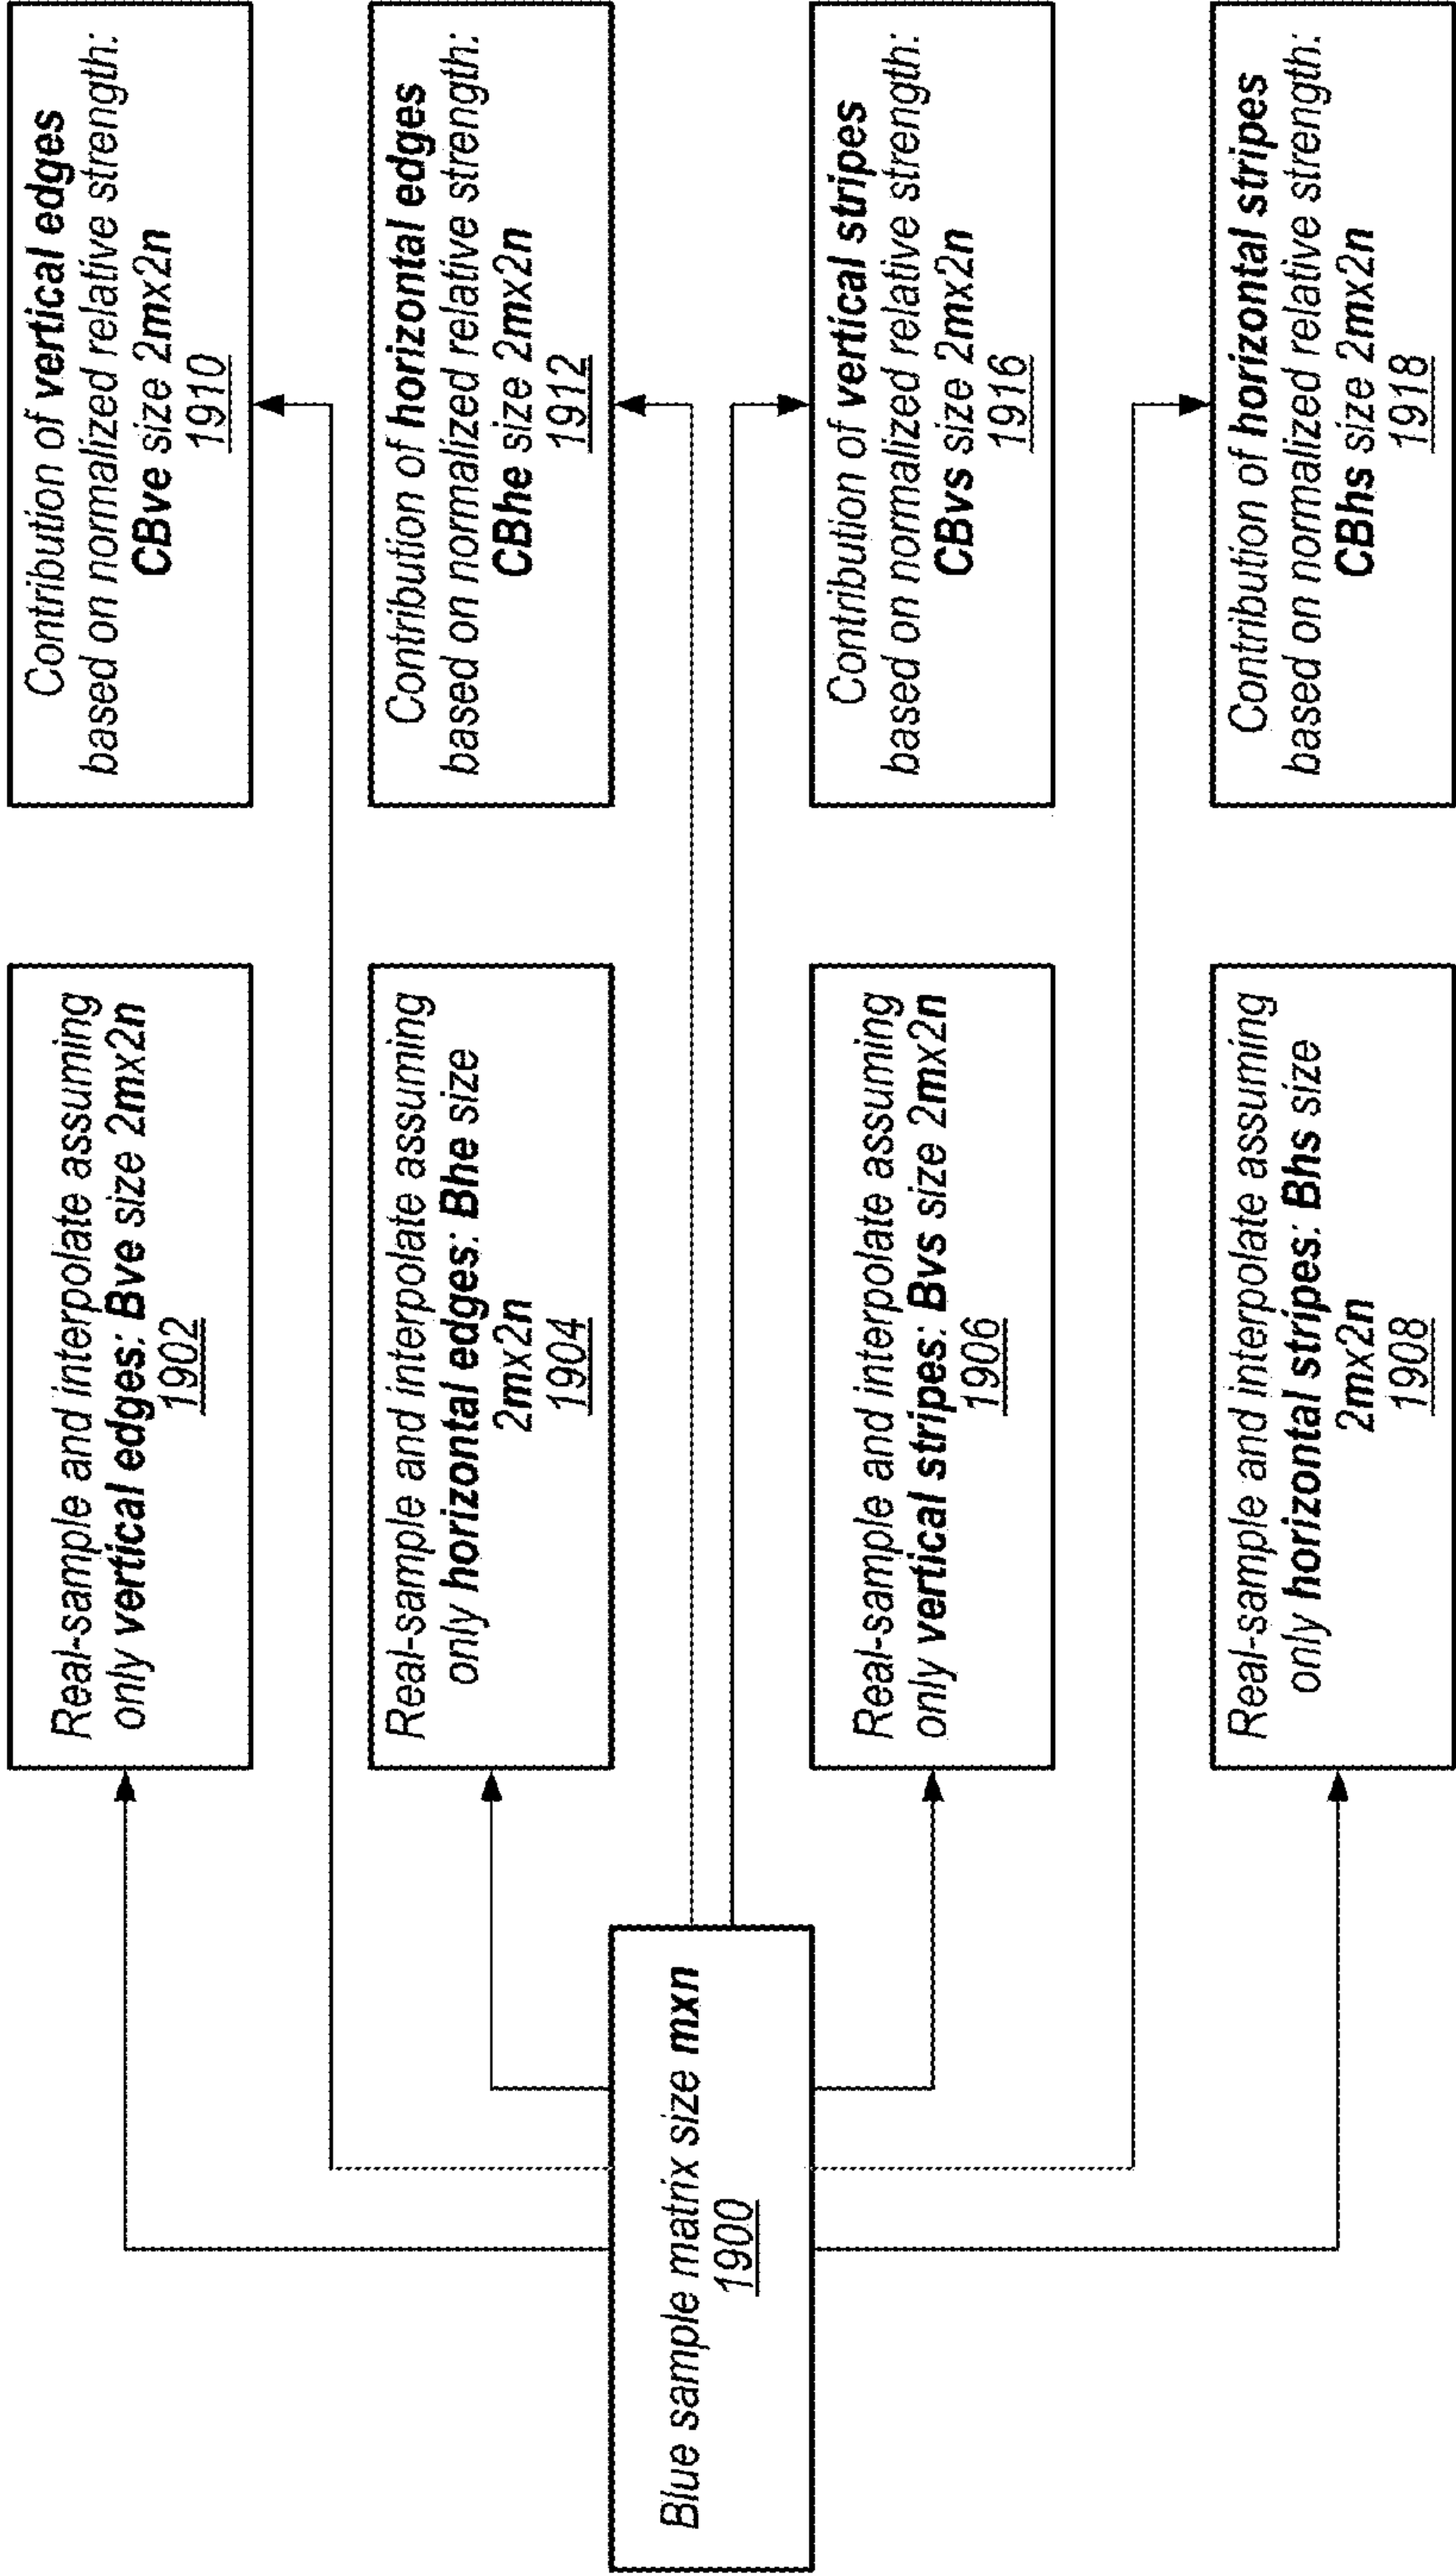 Blue sample matrix size mxn
1900
Real-sample and interpolate assuming
only vertical edges: Bve size 2mx2n
1902
Real-sample and interpolate assuming
only horizontal edges: Bhe size
2mx2n
1904
Real-sample and interpolate assuming
only vertical stripes: Bvs size 2mx2n
1906
Real-sample and interpolate assuming
only horizontal stripes: Bhs size
2mx2n
1908
Contribution of vertical edges
based on normalized relative strength:
CBve size 2mx2n
1910
Contribution of horizontal edges
based on normalized relative strength:
CBhe size 2mx2n
1912
Contribution of vertical stripes
based on normalized relative strength:
CBvs size 2mx2n
1916
Contribution of horizontal stripes
based on normalized relative strength:
CBhs size 2mx2n
1918